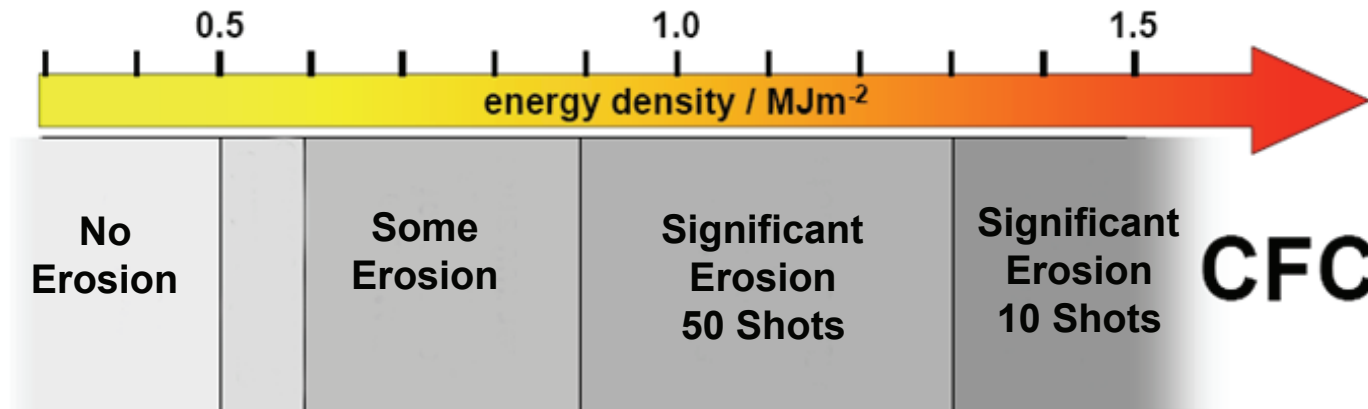 0.5 1.0 1.5
energy density / MJm⁻²
No
Erosion
Some
Erosion
Significant
Erosion
50 Shots
Significant
Erosion
10 Shots
CFC